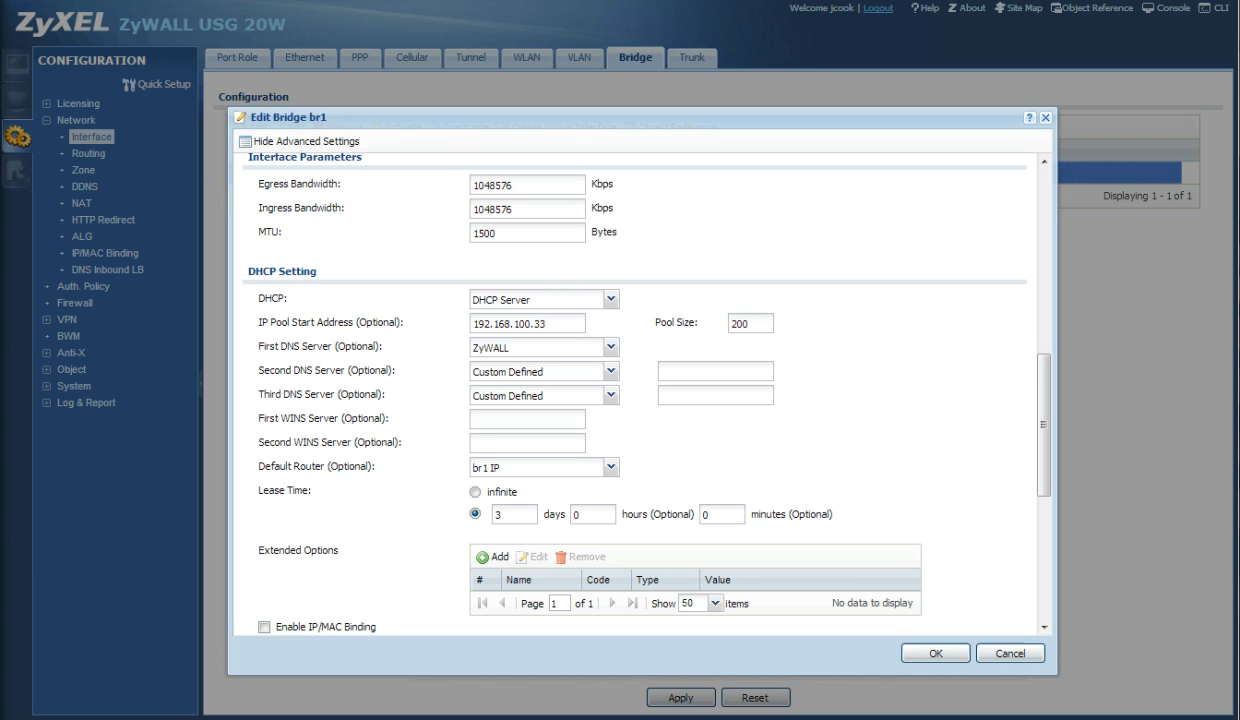 ZyXEL ZyWALL USG 20W
Welcome jcook | Logout ? Help Z About Site Map Object Reference Console CLI
CONFIGURATION
Quick Setup
Licensing
Network
Interface
Routing
Zone
DDNS
NAT
HTTP Redirect
ALG
IP/MAC Binding
DNS Inbound LB
Auth. Policy
Firewall
VPN
BWM
Anti-X
Object
System
Log & Report
Port Role Ethernet PPP Cellular Tunnel WLAN VLAN Bridge Trunk
Configuration
Edit Bridge br1
Hide Advanced Settings
Interface Parameters
Egress Bandwidth: 1048576 Kbps
Ingress Bandwidth: 1048576 Kbps
MTU: 1500 Bytes
DHCP Setting
DHCP: DHCP Server
IP Pool Start Address (Optional): 192.168.100.33 Pool Size: 200
First DNS Server (Optional): ZyWALL
Second DNS Server (Optional): Custom Defined
Third DNS Server (Optional): Custom Defined
First WINS Server (Optional):
Second WINS Server (Optional):
Default Router (Optional): br1 IP
Lease Time: infinite
3 days 0 hours (Optional) 0 minutes (Optional)
Extended Options
Add Edit Remove
# Name Code Type Value
Page 1 of 1 Show 50 items No data to display
Enable IP/MAC Binding
OK Cancel
Displaying 1 - 1 of 1
Apply Reset